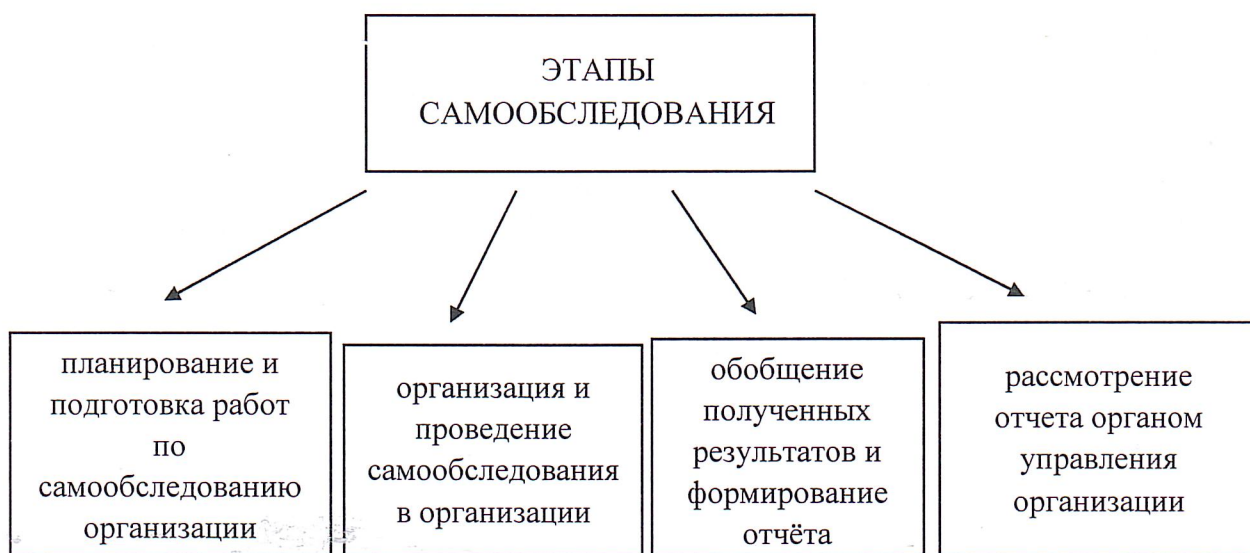 ЭТАПЫ
САМООБСЛЕДОВАНИЯ
планирование и
подготовка работ
по
самообследованию
организации
организация и
проведение
самообследования
в организации
обобщение
полученных
результатов и
формирование
отчёта
рассмотрение
отчета органом
управления
организации